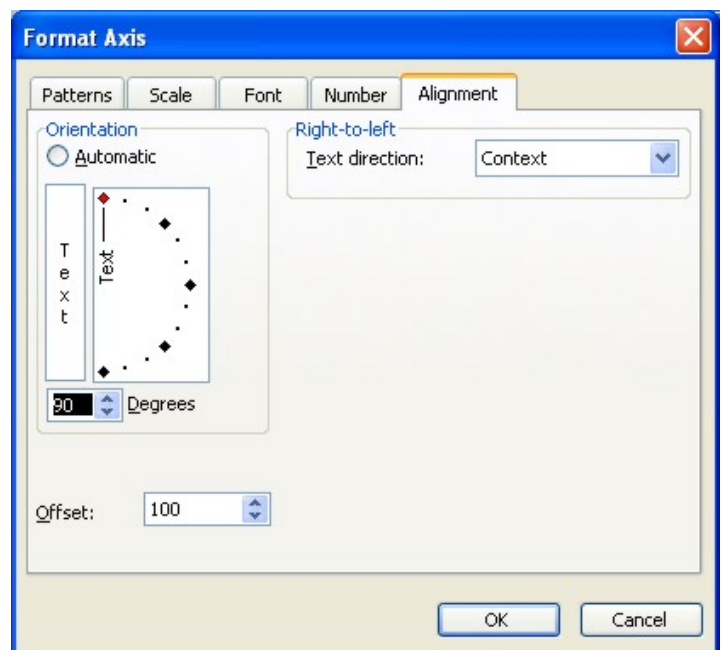 Format Axis
Patterns Scale Font Number Alignment
Orientation
Automatic
Text
Text
90 Degrees
Offset: 100
Right-to-left
Text direction: Context
OK Cancel